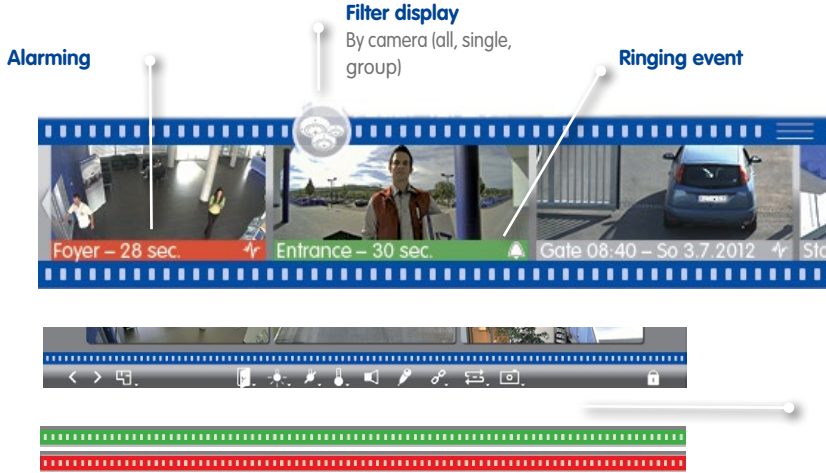 Filter display
By camera (all, single,
group)
Alarming
Ringing event
Foyer – 28 sec.
Entrance – 30 sec.
Gate 08:40 – So 3.7.2012